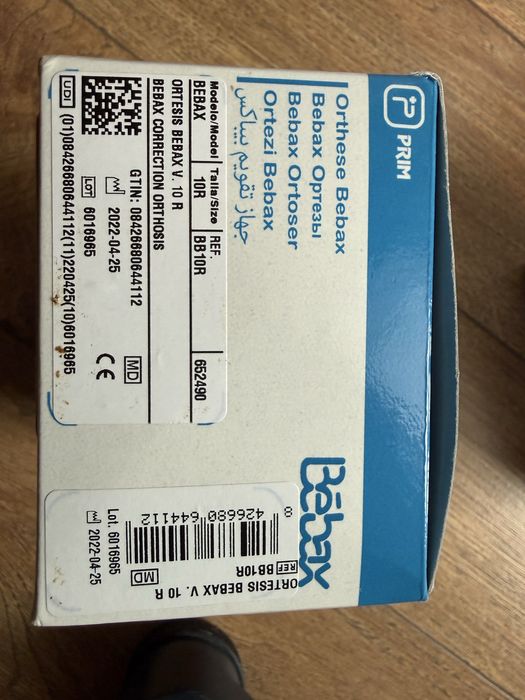 PRIM
Orthese Bebax
Bebax Ортезы
Bebax Ortoser
Ortezi Bebax
جهاز تقويم بيباكس
Modelo/Model
Talla/Size
REF.
BEBAX
10R
BB10R
652490
ORTESIS BEBAX V. 10 R
BEBAX CORRECTION ORTHOSIS
MD
GTIN: 08426680644112
2022-04-25
CE
LOT 6016965
UDI (01)08426680644112(11)220425(10)6016965
Bebax
ORTESIS BEBAX V. 10 R
REF BB10R
MD
8 426680 644112
Lot. 6016965
2022-04-25